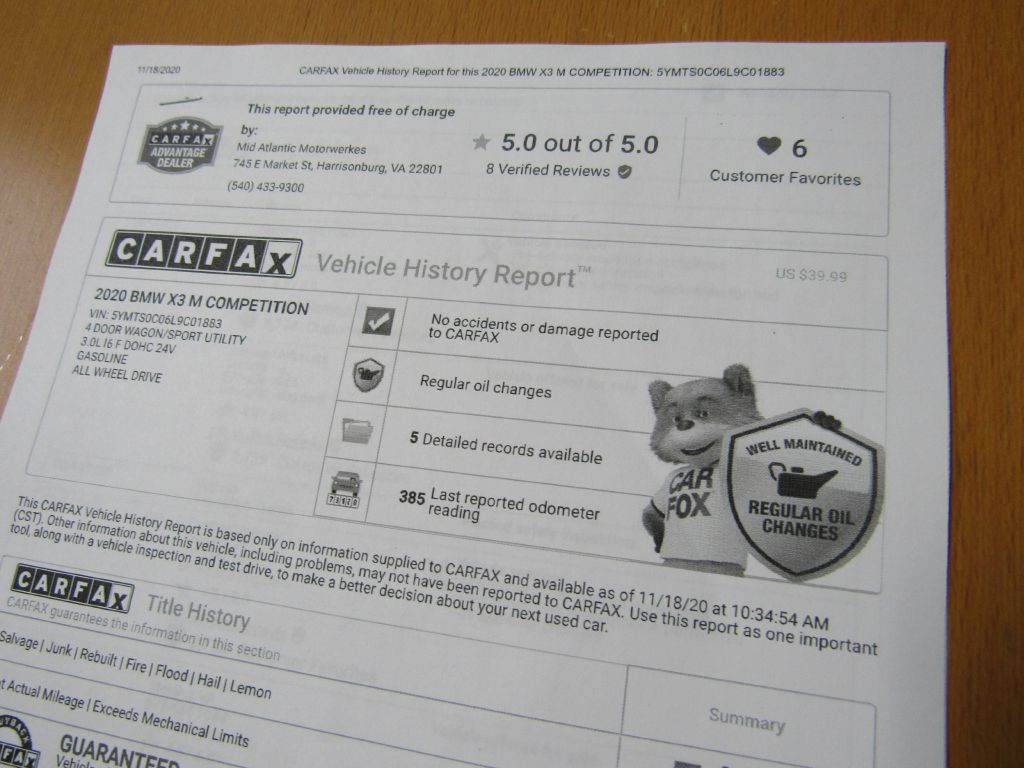 11/18/2020
CARFAX Vehicle History Report for this 2020 BMW X3 M COMPETITION: 5YMTS0C06L9C01883
CARFAX
ADVANTAGE
DEALER
This report provided free of charge
by:
Mid Atlantic Motorwerkes
745 E Market St, Harrisonburg, VA 22801
(540) 433-9300
5.0 out of 5.0
8 Verified Reviews
6
Customer Favorites
CARFAX Vehicle History Report™
US $39.99
2020 BMW X3 M COMPETITION
VIN: 5YMTS0C06L9C01883
4 DOOR WAGON/SPORT UTILITY
3.0L I6 F DOHC 24V
GASOLINE
ALL WHEEL DRIVE
No accidents or damage reported
to CARFAX
Regular oil changes
5 Detailed records available
385 Last reported odometer
reading
CAR
FOX
WELL MAINTAINED
REGULAR OIL
CHANGES
This CARFAX Vehicle History Report is based only on information supplied to CARFAX and available as of 11/18/20 at 10:34:54 AM
(CST). Other information about this vehicle, including problems, may not have been reported to CARFAX. Use this report as one important
tool, along with a vehicle inspection and test drive, to make a better decision about your next used car.
CARFAX Title History
CARFAX guarantees the information in this section
Summary
Salvage | Junk | Rebuilt | Fire | Flood | Hail | Lemon
Actual Mileage | Exceeds Mechanical Limits
GUARANTEED